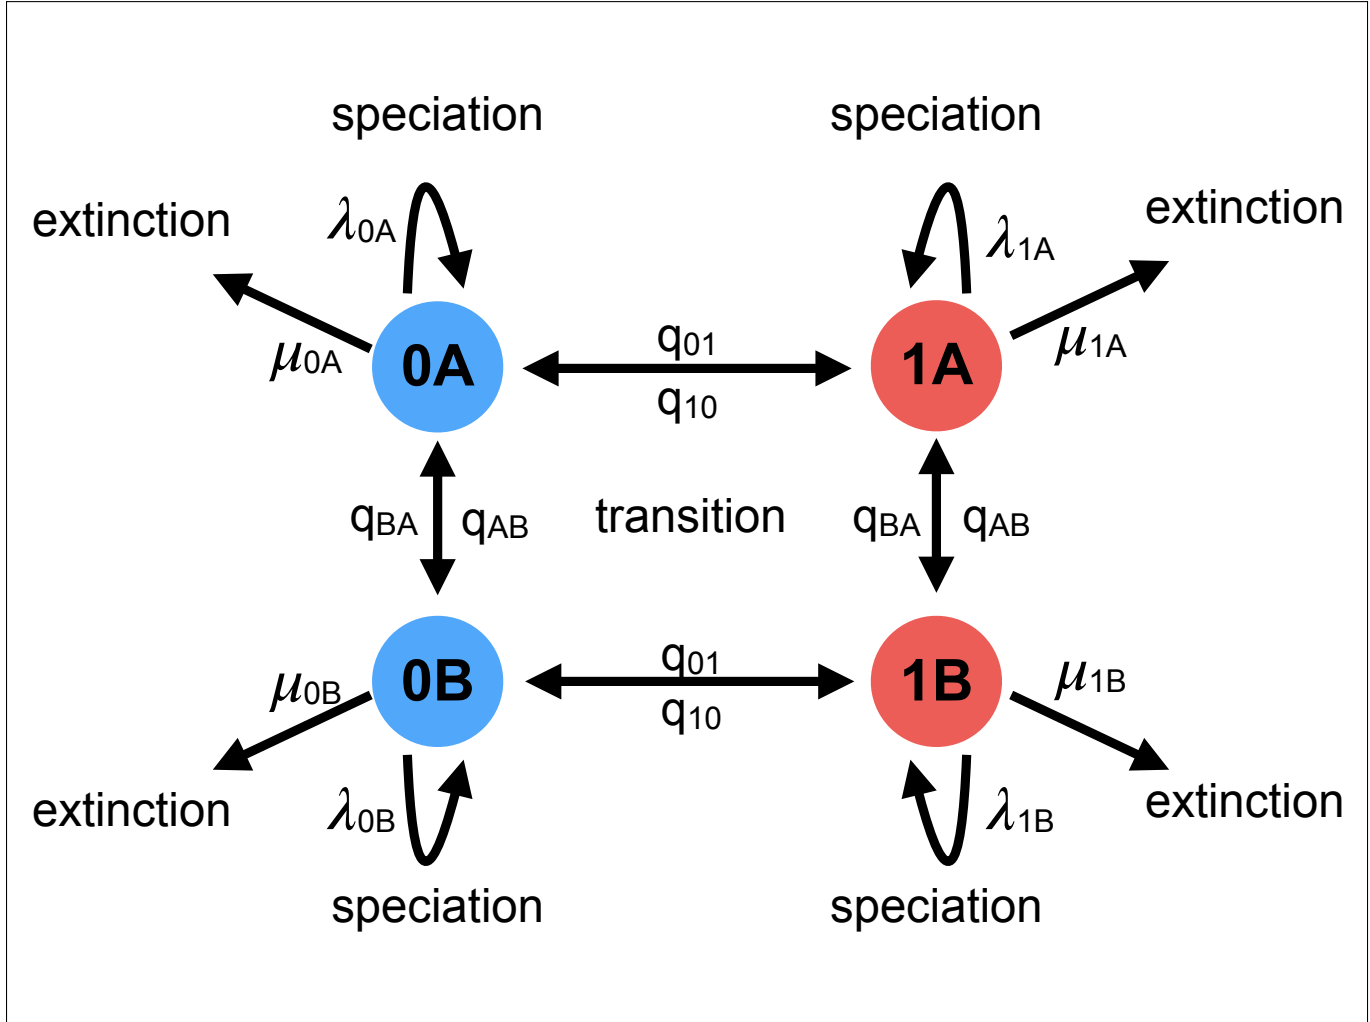 speciation speciation
extinction λ0A λ1A extinction
μ0A 0A q01 1A μ1A
q10
qBA qAB transition qBA qAB
μ0B 0B q01 1B μ1B
q10
extinction λ0B λ1B extinction
speciation speciation